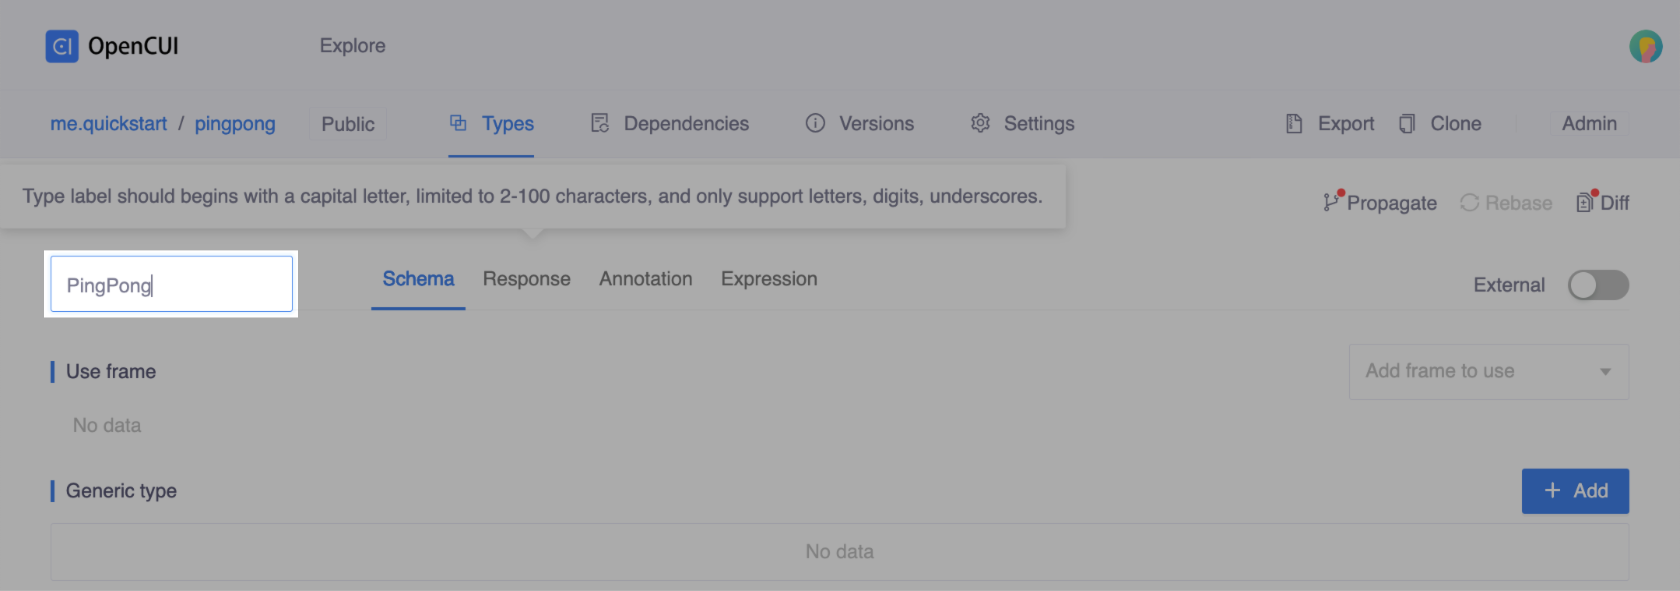 OpenCUI Explore
me.quickstart / pingpong Public Types Dependencies Versions Settings Export Clone Admin
Type label should begins with a capital letter, limited to 2-100 characters, and only support letters, digits, underscores.
Propagate Rebase Diff
PingPong Schema Response Annotation Expression External
Use frame Add frame to use
No data
Generic type + Add
No data